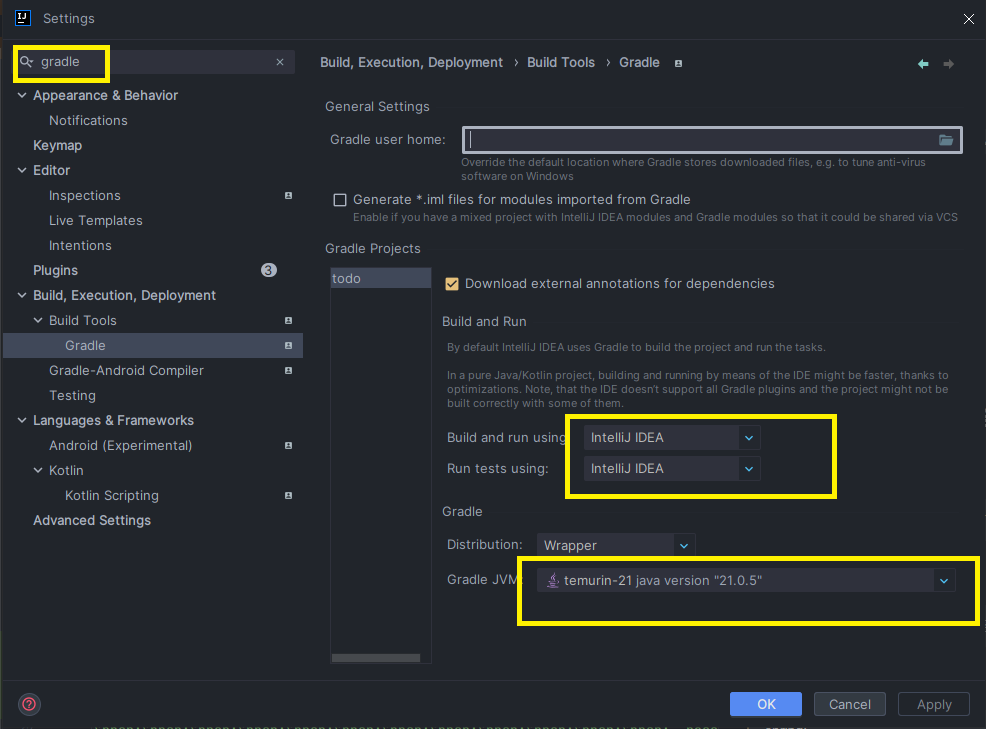 Settings
gradle
Appearance & Behavior
Notifications
Keymap
Editor
Inspections
Live Templates
Intentions
Plugins
3
Build, Execution, Deployment
Build Tools
Gradle
Gradle-Android Compiler
Testing
Languages & Frameworks
Android (Experimental)
Kotlin
Kotlin Scripting
Advanced Settings
Build, Execution, Deployment › Build Tools › Gradle
General Settings
Gradle user home:
Override the default location where Gradle stores downloaded files, e.g. to tune anti-virus
software on Windows
Generate *.iml files for modules imported from Gradle
Enable if you have a mixed project with IntelliJ IDEA modules and Gradle modules so that it could be shared via VCS
Gradle Projects
todo
Download external annotations for dependencies
Build and Run
By default IntelliJ IDEA uses Gradle to build the project and run the tasks.
In a pure Java/Kotlin project, building and running by means of the IDE might be faster, thanks to
optimizations. Note, that the IDE doesn't support all Gradle plugins and the project might not be
built correctly with some of them.
Build and run using IntelliJ IDEA
Run tests using: IntelliJ IDEA
Gradle
Distribution: Wrapper
Gradle JVM: temurin-21 java version "21.0.5"
OK
Cancel
Apply